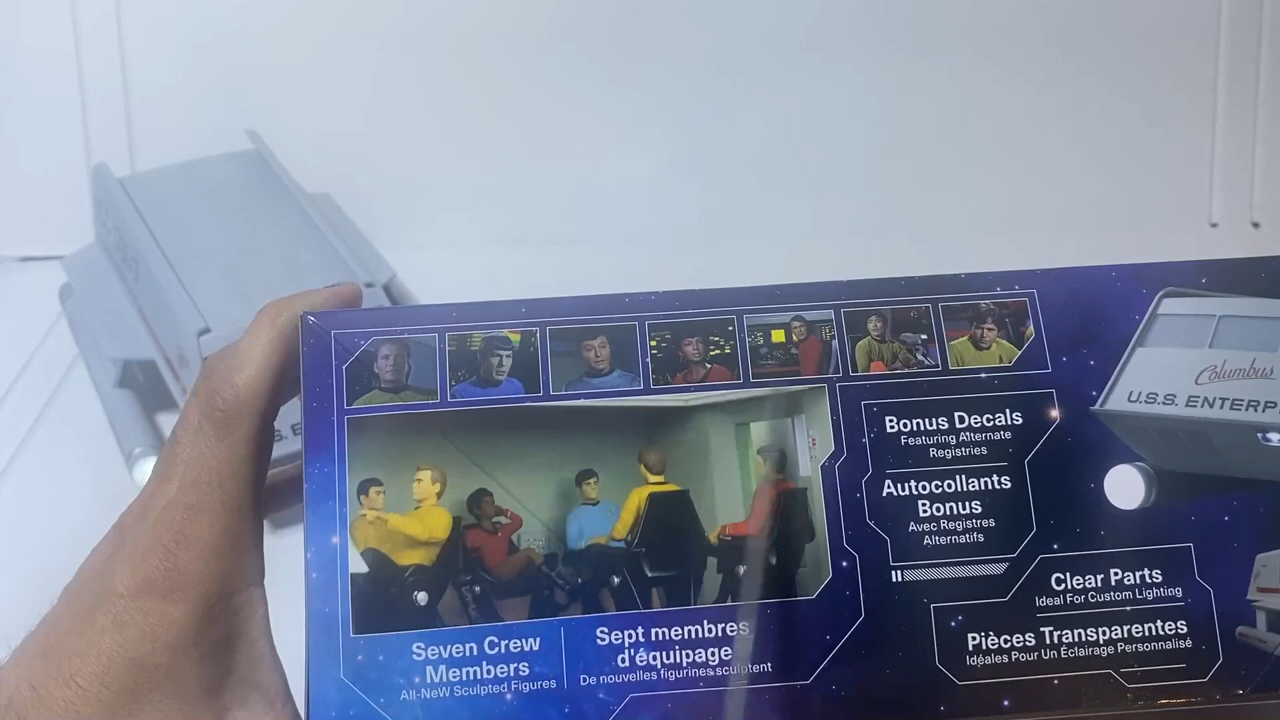 Columbus
U.S.S. ENTERP
S. E
Bonus Decals
Featuring Alternate
Registries
Autocollants
Bonus
Avec Registres
Alternatifs
Clear Parts
Ideal For Custom Lighting
Pièces Transparentes
Idéales Pour Un Éclairage Personnalisé
Seven Crew
Members
All-NeW Sculpted Figures
Sept membres
d'équipage
De nouvelles figurines sculptent